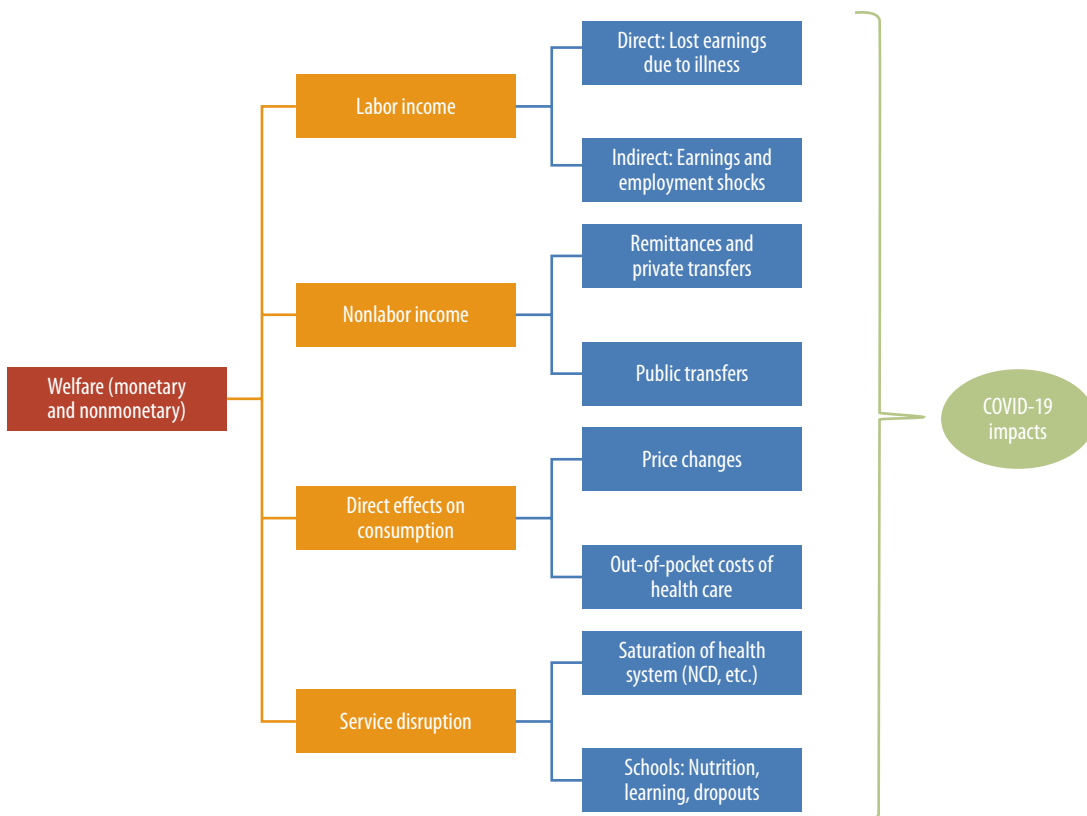 Direct: Lost earnings
due to illness
Labor income
Indirect: Earnings and
employment shocks
Remittances and
private transfers
Nonlabor income
Public transfers
Welfare (monetary
and nonmonetary)
COVID-19
impacts
Price changes
Direct effects on
consumption
Out-of-pocket costs of
health care
Saturation of health
system (NCD, etc.)
Service disruption
Schools: Nutrition,
learning, dropouts